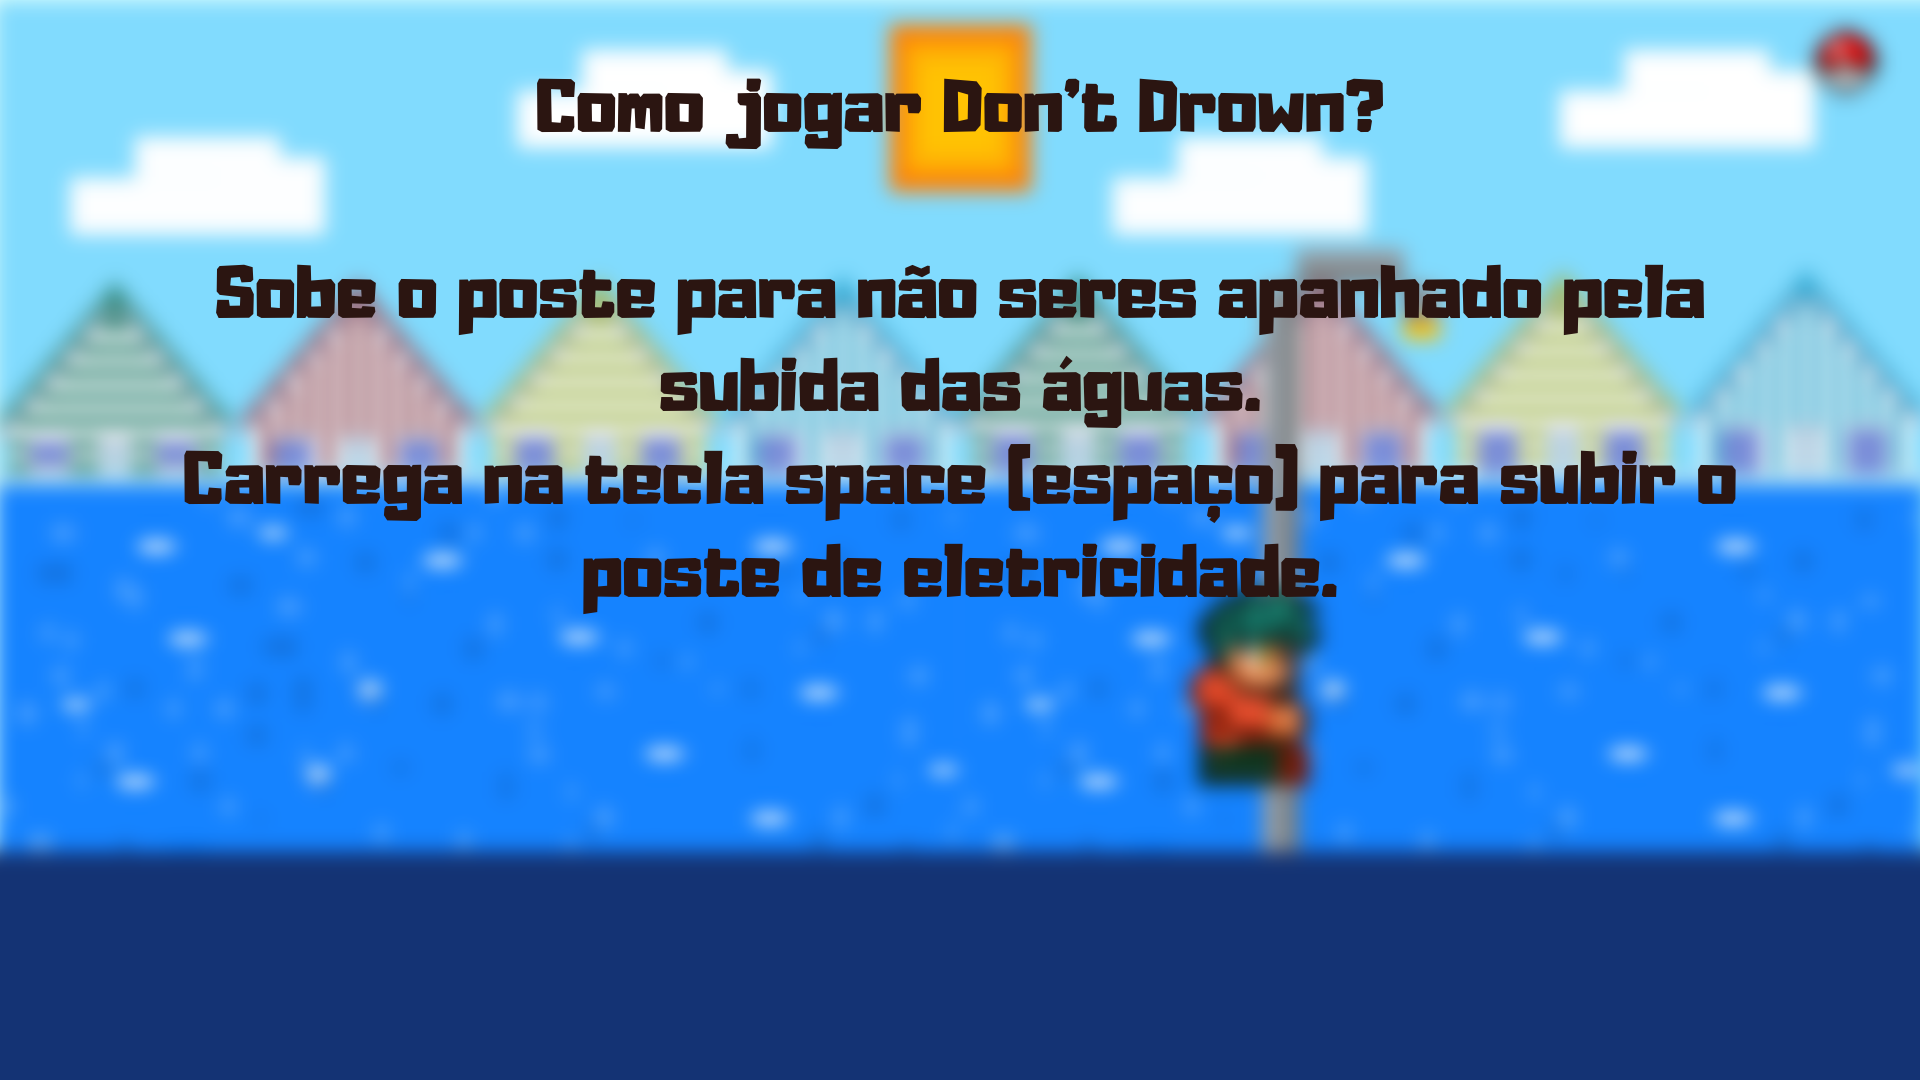 Como jogar Don't Drown?
Sobe o poste para não seres apanhado pela
subida das águas.
Carrega na tecla space (espaço) para subir o
poste de eletricidade.